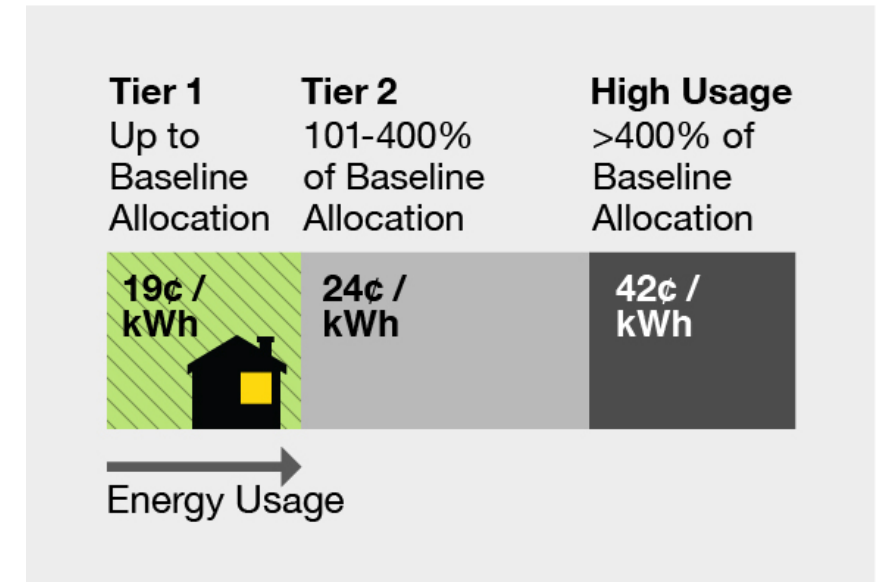 Tier 1
Up to
Baseline
Allocation
Tier 2
101-400%
of Baseline
Allocation
High Usage
>400% of
Baseline
Allocation
19¢ /
kWh
24¢ /
kWh
42¢ /
kWh
Energy Usage